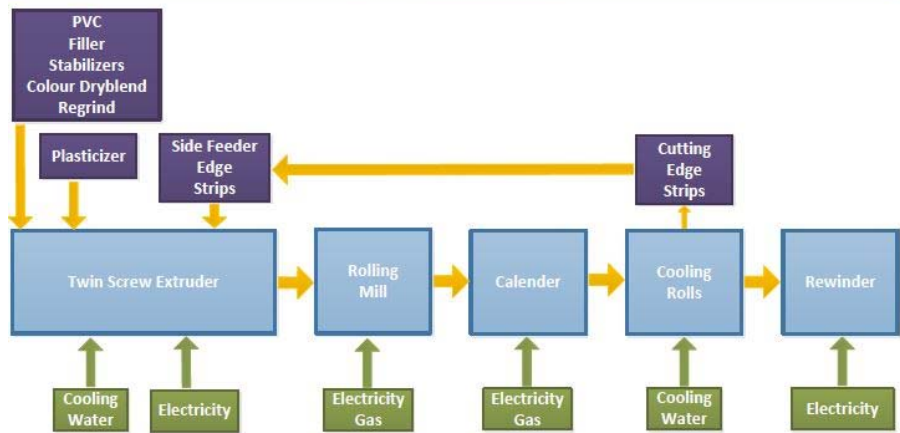 PVC
Filler
Stabilizers
Colour Dryblend
Regrind
Plasticizer
Side Feeder
Edge
Strips
Cutting
Edge
Strips
Twin Screw Extruder
Rolling
Mill
Calender
Cooling
Rolls
Rewinder
Cooling
Water
Electricity
Electricity
Gas
Electricity
Gas
Cooling
Water
Electricity